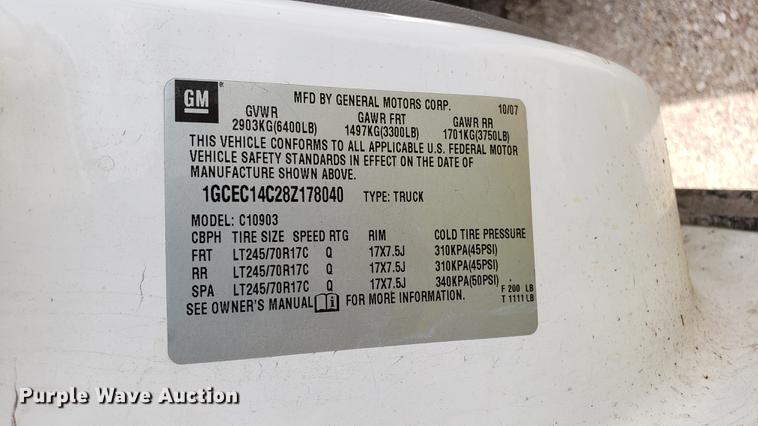 GM
MFD BY GENERAL MOTORS CORP. 10/07
GVWR GAWR FRT GAWR RR
2903KG(6400LB) 1497KG(3300LB) 1701KG(3750LB)
THIS VEHICLE CONFORMS TO ALL APPLICABLE U.S. FEDERAL MOTOR
VEHICLE SAFETY STANDARDS IN EFFECT ON THE DATE OF
MANUFACTURE SHOWN ABOVE.
1GCEC14C28Z178040 TYPE: TRUCK
MODEL: C10903
CBPH TIRE SIZE SPEED RTG RIM COLD TIRE PRESSURE
FRT LT245/70R17C Q 17X7.5J 310KPA(45PSI)
RR LT245/70R17C Q 17X7.5J 310KPA(45PSI)
SPA LT245/70R17C Q 17X7.5J 340KPA(50PSI)
SEE OWNER'S MANUAL FOR MORE INFORMATION.
F 200 LB
T 1111 LB
Purple Wave Auction